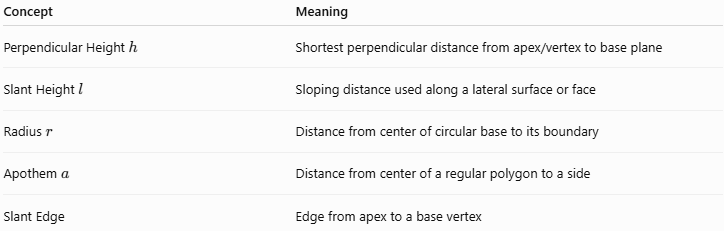 Concept Meaning
Perpendicular Height h Shortest perpendicular distance from apex/vertex to base plane
Slant Height l Sloping distance used along a lateral surface or face
Radius r Distance from center of circular base to its boundary
Apothem a Distance from center of a regular polygon to a side
Slant Edge Edge from apex to a base vertex